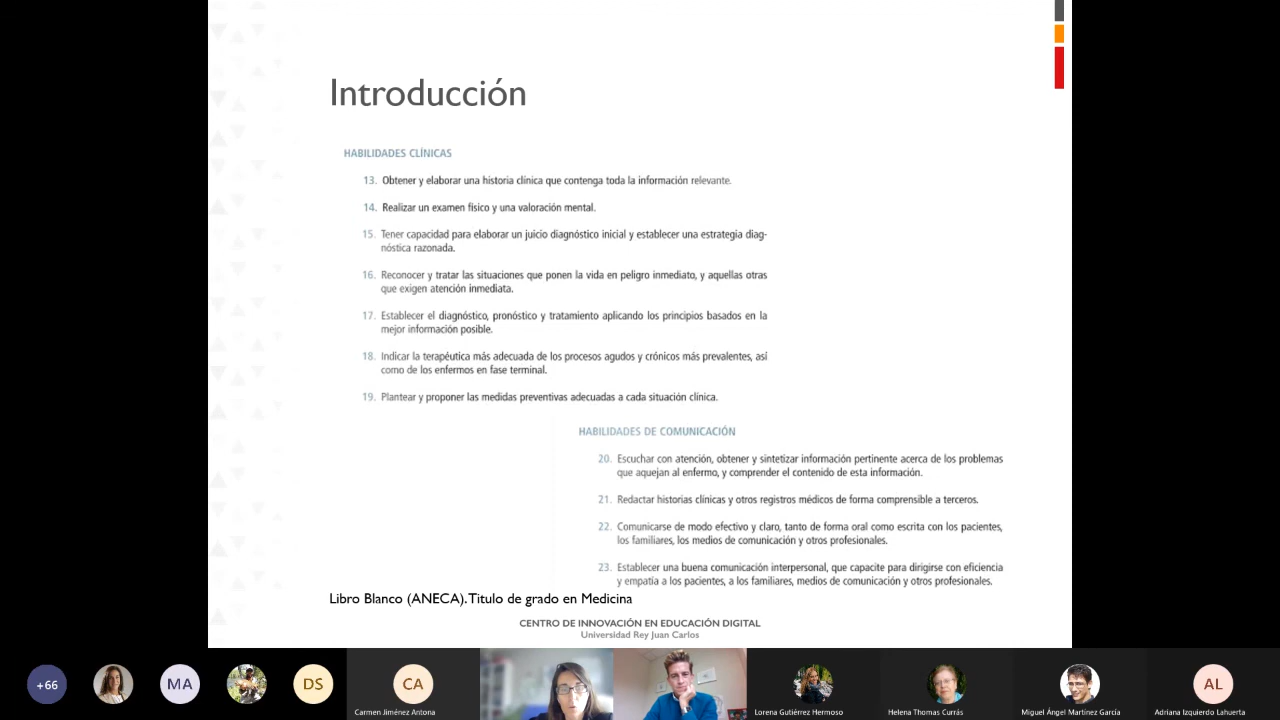 Introducción
HABILIDADES CLÍNICAS
13. Obtener y elaborar una historia clínica que contenga toda la información relevante.
14. Realizar un examen físico y una valoración mental.
15. Tener capacidad para elaborar un juicio diagnóstico inicial y establecer una estrategia diag-
nóstica razonada.
16. Reconocer y tratar las situaciones que ponen la vida en peligro inmediato, y aquellas otras
que exigen atención inmediata.
17. Establecer el diagnóstico, pronóstico y tratamiento aplicando los principios basados en la
mejor información posible.
18. Indicar la terapéutica más adecuada de los procesos agudos y crónicos más prevalentes, así
como de los enfermos en fase terminal.
19. Plantear y proponer las medidas preventivas adecuadas a cada situación clínica.
HABILIDADES DE COMUNICACIÓN
20. Escuchar con atención, obtener y sintetizar información pertinente acerca de los problemas
que aquejan al enfermo, y comprender el contenido de esta información.
21. Redactar historias clínicas y otros registros médicos de forma comprensible a terceros.
22. Comunicarse de modo efectivo y claro, tanto de forma oral como escrita con los pacientes,
los familiares, los medios de comunicación y otros profesionales.
23. Establecer una buena comunicación interpersonal, que capacite para dirigirse con eficiencia
y empatía a los pacientes, a los familiares, medios de comunicación y otros profesionales.
Libro Blanco (ANECA). Titulo de grado en Medicina
CENTRO DE INNOVACIÓN EN EDUCACIÓN DIGITAL
Universidad Rey Juan Carlos
+66
MA
DS
CA
AL
Carmen Jiménez Antona
Lorena Gutiérrez Hermoso
Helena Thomas Currás
Miguel Ángel Martínez García
Adriana Izquierdo Lahuerta